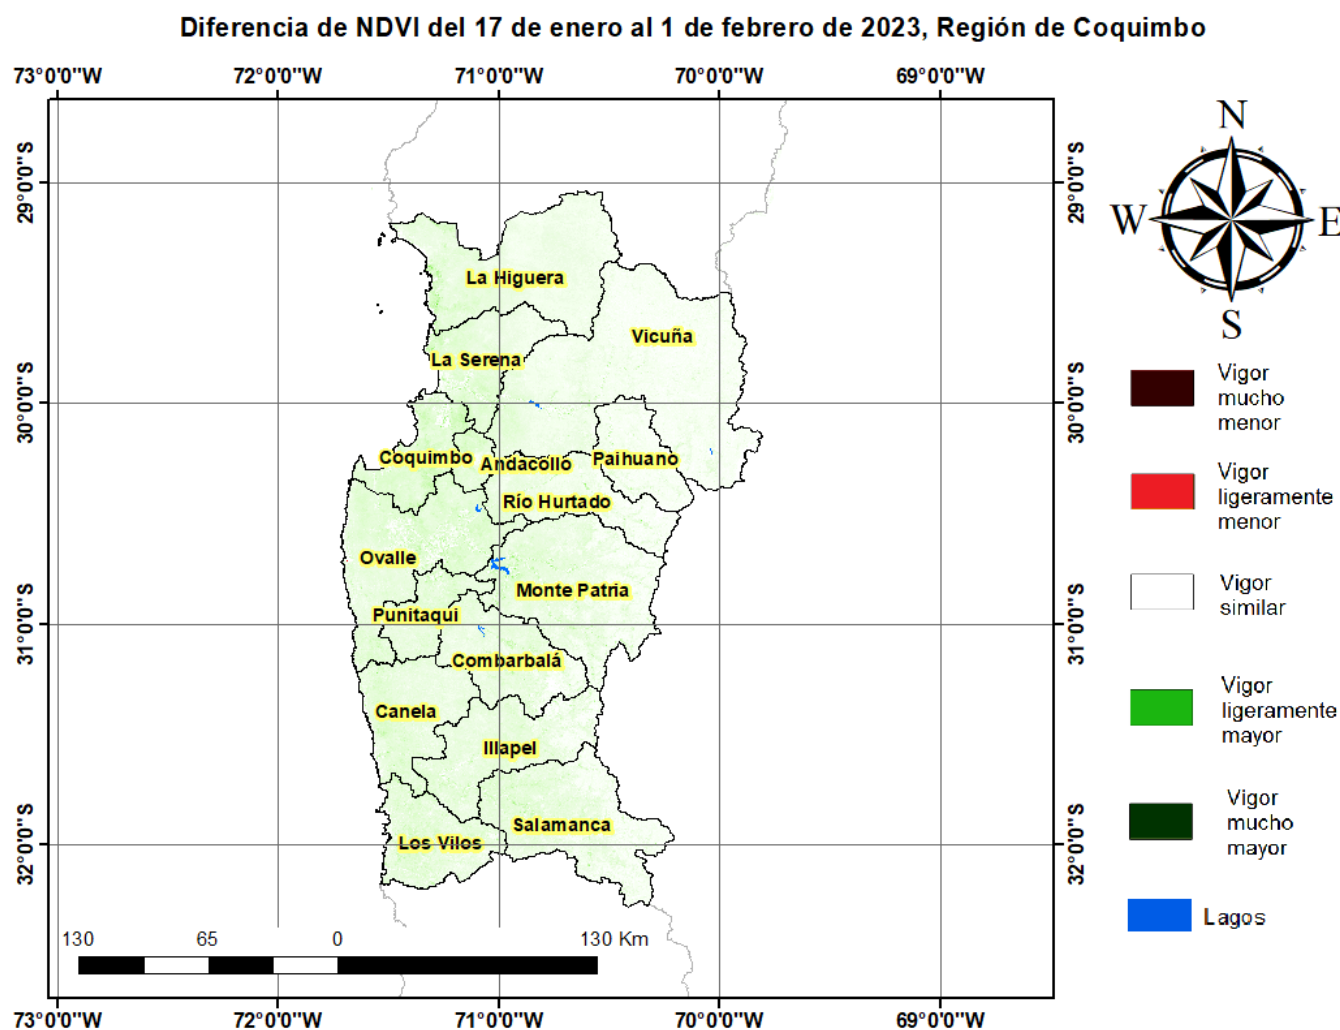 Diferencia de NDVI del 17 de enero al 1 de febrero de 2023, Región de Coquimbo
73°0'0"W 72°0'0"W 71°0'0"W 70°0'0"W 69°0'0"W
29°0'0"S
29°0'0"S
30°0'0"S
30°0'0"S
31°0'0"S
31°0'0"S
32°0'0"S
32°0'0"S
La Higuera
Vicuña
La Serena
Coquimbo
Andacollo
Paihuano
Río Hurtado
Ovalle
Monte Patria
Punitaqui
Combarbalá
Canela
Illapel
Salamanca
Los Vilos
130 65 0 130 Km
73°0'0"W 72°0'0"W 71°0'0"W 70°0'0"W 69°0'0"W
N
W E
S
Vigor
mucho
menor
Vigor
ligeramente
menor
Vigor
similar
Vigor
ligeramente
mayor
Vigor
mucho
mayor
Lagos